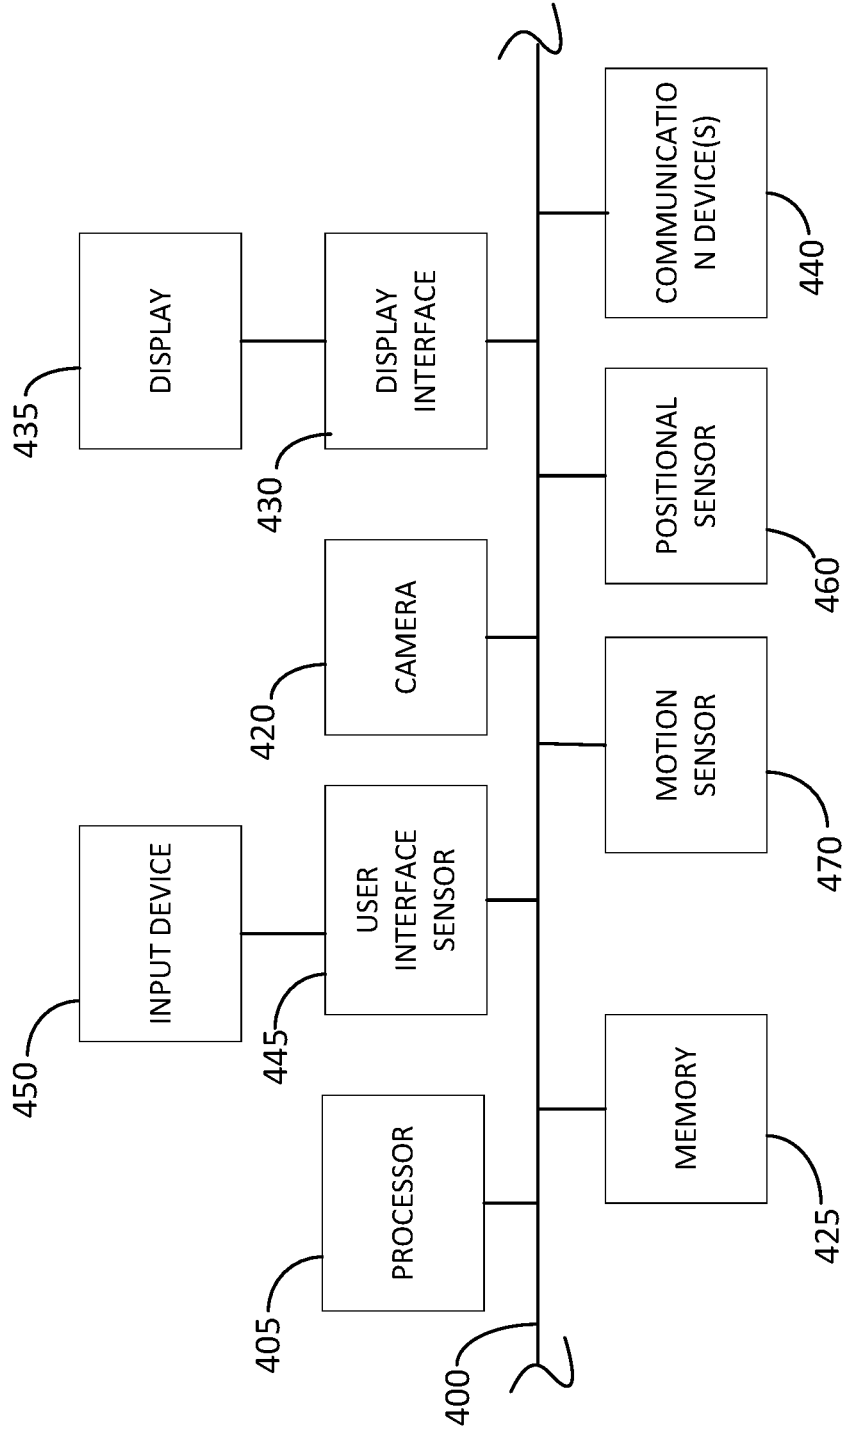 450
INPUT DEVICE
435
DISPLAY
405
PROCESSOR
445
USER
INTERFACE
SENSOR
420
CAMERA
430
DISPLAY
INTERFACE
400
MEMORY
425
MOTION
SENSOR
470
POSITIONAL
SENSOR
460
COMMUNICATIO
N DEVICE(S)
440